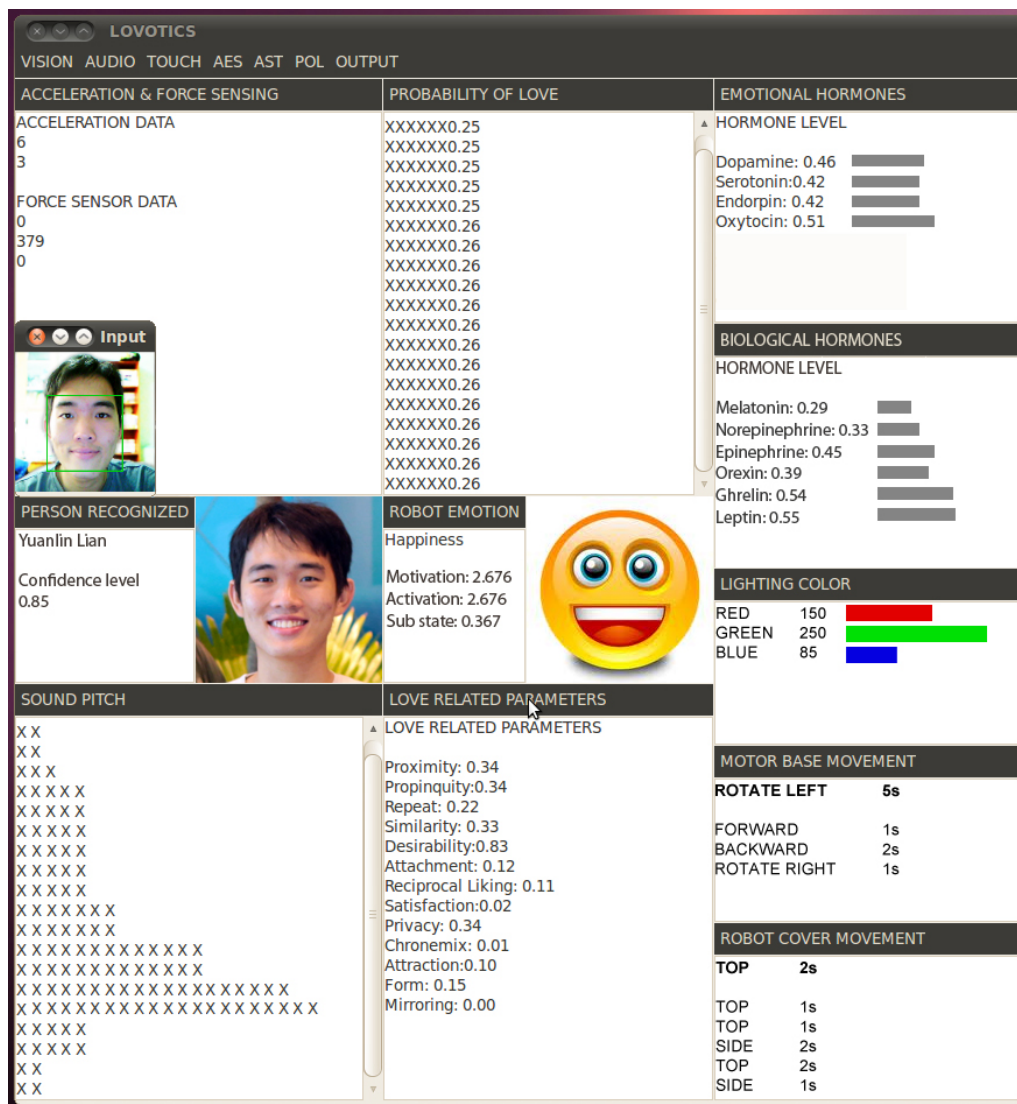 LOVOTICS
VISION AUDIO TOUCH AES AST POL OUTPUT
ACCELERATION & FORCE SENSING
ACCELERATION DATA
6
3
FORCE SENSOR DATA
0
379
0
Input
PROBABILITY OF LOVE
XXXXXX0.25
XXXXXX0.25
XXXXXX0.25
XXXXXX0.25
XXXXXX0.25
XXXXXX0.26
XXXXXX0.26
XXXXXX0.26
XXXXXX0.26
XXXXXX0.26
XXXXXX0.26
XXXXXX0.26
XXXXXX0.26
XXXXXX0.26
XXXXXX0.26
XXXXXX0.26
XXXXXX0.26
XXXXXX0.26
XXXXXX0.26
EMOTIONAL HORMONES
HORMONE LEVEL
Dopamine: 0.46
Serotonin:0.42
Endorpin: 0.42
Oxytocin: 0.51
BIOLOGICAL HORMONES
HORMONE LEVEL
Melatonin: 0.29
Norepinephrine: 0.33
Epinephrine: 0.45
Orexin: 0.39
Ghrelin: 0.54
Leptin: 0.55
PERSON RECOGNIZED
Yuanlin Lian
Confidence level
0.85
ROBOT EMOTION
Happiness
Motivation: 2.676
Activation: 2.676
Sub state: 0.367
LIGHTING COLOR
RED 150
GREEN 250
BLUE 85
SOUND PITCH
X X
X X
X X X
X X X X X
X X X X X
X X X X X
X X X X X
X X X X X
X X X X X
X X X X X X X
X X X X X X X
X X X X X X X X X X X X X
X X X X X X X X X X X X X
X X X X X X X X X X X X X X X X X X X
X X X X X X X X X X X X X X X X X X X X X
X X X X X
X X X X X
X X
X X
LOVE RELATED PARAMETERS
LOVE RELATED PARAMETERS
Proximity: 0.34
Propinquity:0.34
Repeat: 0.22
Similarity: 0.33
Desirability:0.83
Attachment: 0.12
Reciprocal Liking: 0.11
Satisfaction:0.02
Privacy: 0.34
Chronemix: 0.01
Attraction:0.10
Form: 0.15
Mirroring: 0.00
MOTOR BASE MOVEMENT
ROTATE LEFT 5s
FORWARD 1s
BACKWARD 2s
ROTATE RIGHT 1s
ROBOT COVER MOVEMENT
TOP 2s
TOP 1s
TOP 1s
SIDE 2s
TOP 2s
SIDE 1s